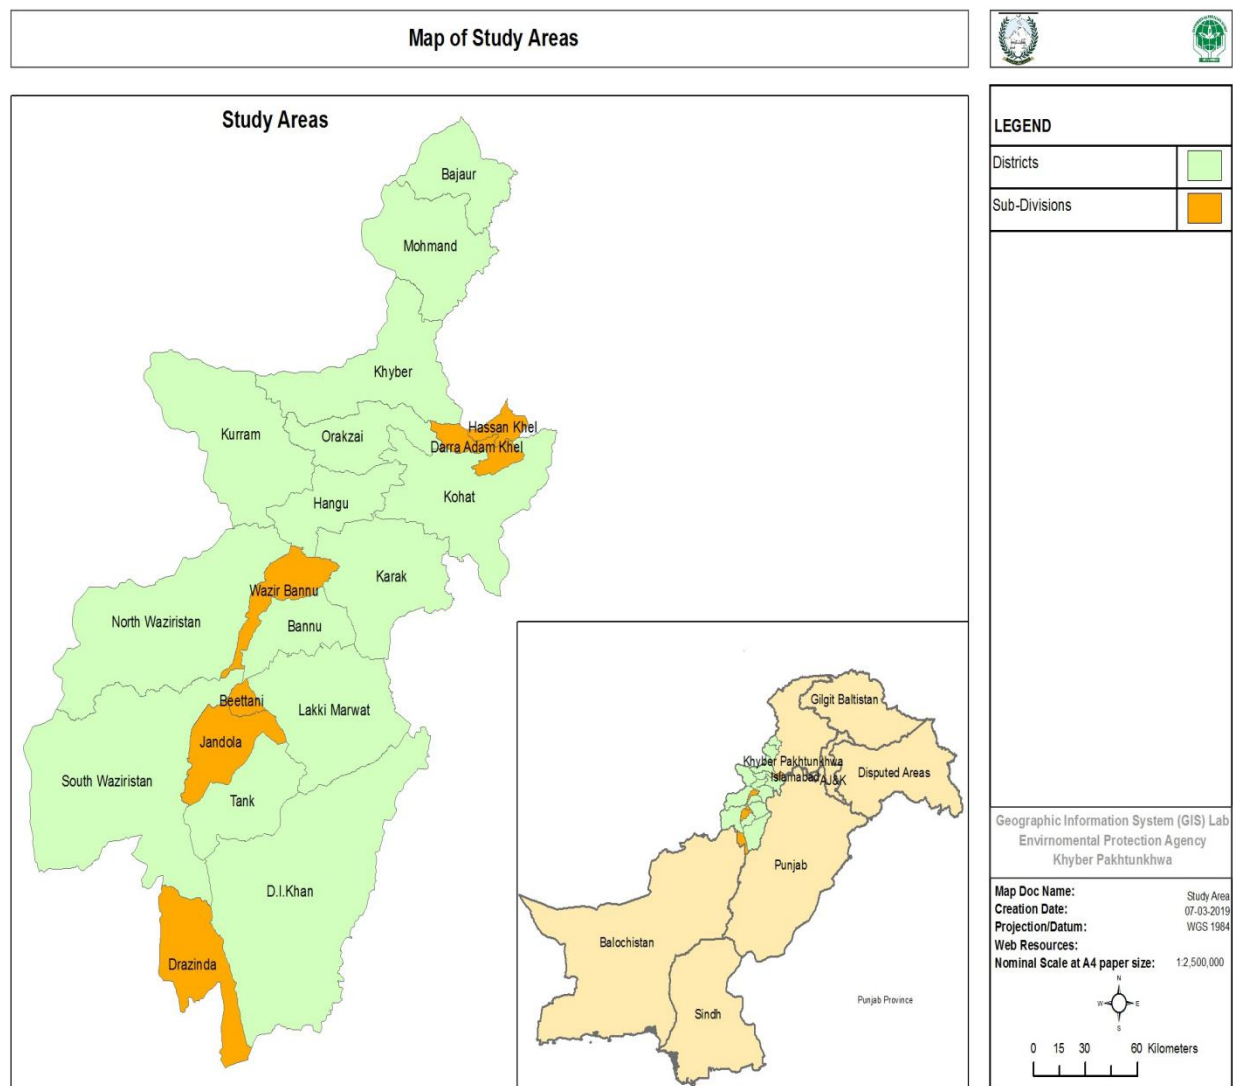 Map of Study Areas
Study Areas
Bajaur
Mohmand
Khyber
Kurram
Orakzai
Hassan Khel
Darra Adam Khel
Hangu
Kohat
Wazir Bannu
Karak
North Waziristan
Bannu
Beettani
Lakki Marwat
Jandola
South Waziristan
Tank
D.I.Khan
Drazinda
Gilgit Baltistan
Khyber Pakhtunkhwa
Islamabad
AJ&K
Disputed Areas
Punjab
Balochistan
Sindh
Punjab Province
LEGEND
Districts
Sub-Divisions
Geographic Information System (GIS) Lab
Envirnomental Protection Agency
Khyber Pakhtunkhwa
Map Doc Name: Study Area
Creation Date: 07-03-2019
Projection/Datum: WGS 1984
Web Resources:
Nominal Scale at A4 paper size: 1:2,500,000
N
W E
S
0 15 30 60 Kilometers